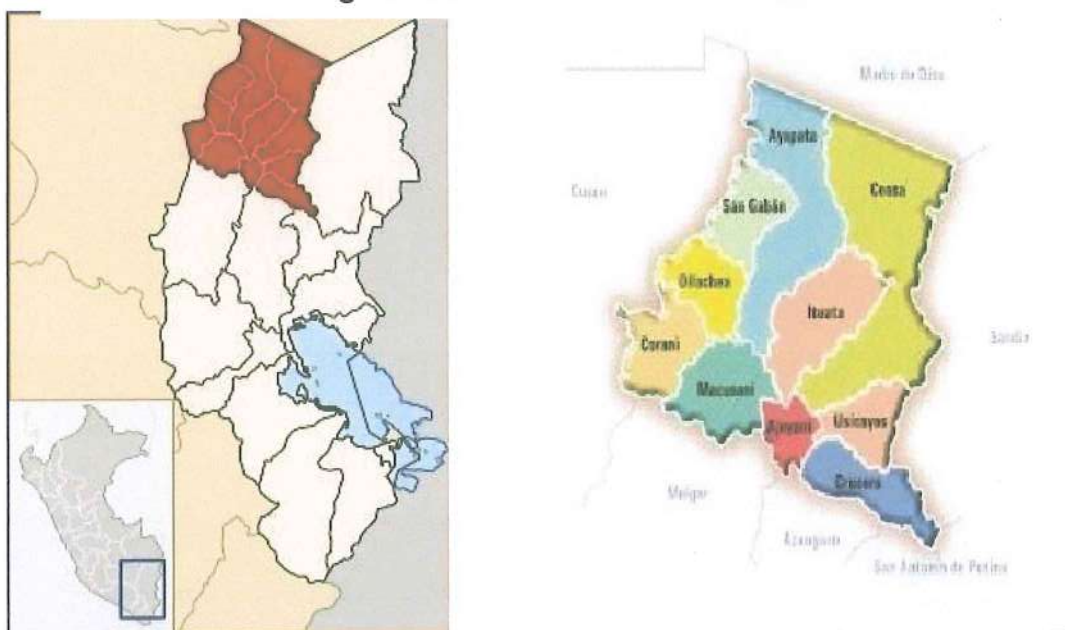 Madre de Dios
Ayapata
Cusco
Coasa
San Gabán
Ollachea
Ituata
Corani
Sandia
Macusani
Ajoyani
Usicayos
Crucero
Melgar
Azangaro
San Antonio de Putina